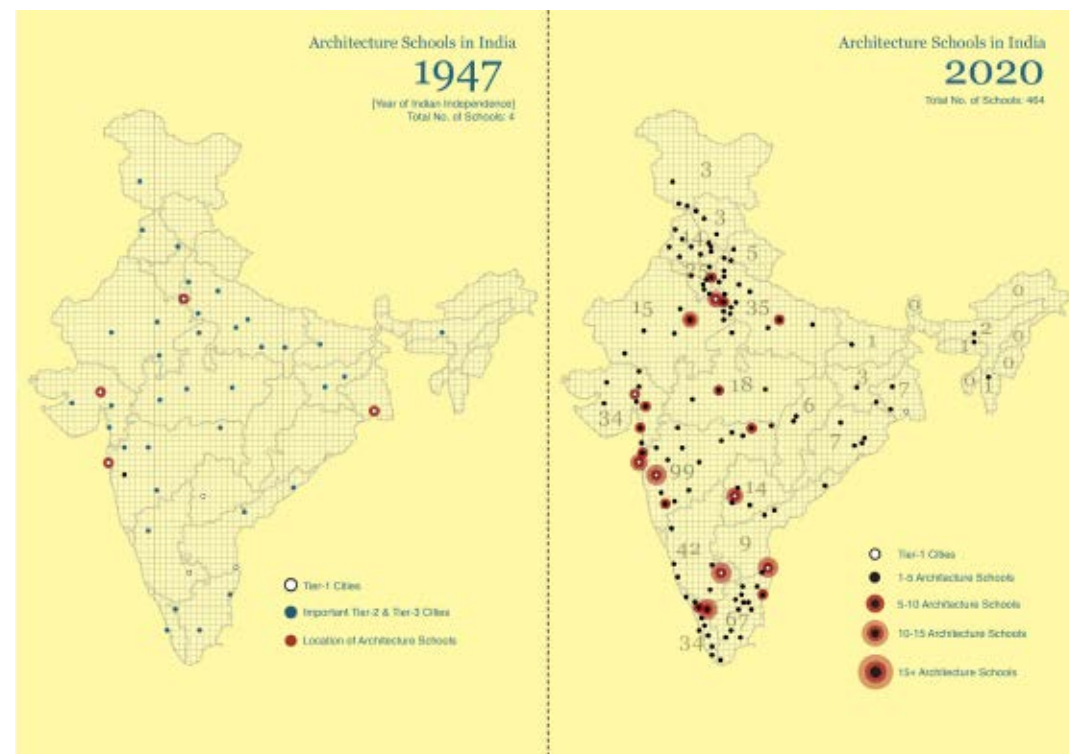 Architecture Schools in India
1947
[Year of Indian Independence]
Total No. of Schools: 4
Tier-1 Cities
Important Tier-2 & Tier-3 Cities
Location of Architecture Schools
Architecture Schools in India
2020
Total No. of Schools: 464
3
3
14
5
25
15
35
0
0
2
0
1
1
0
0
1
3
7
18
34
6
7
99
14
9
42
67
34
Tier-1 Cities
1-5 Architecture Schools
5-10 Architecture Schools
10-15 Architecture Schools
15+ Architecture Schools